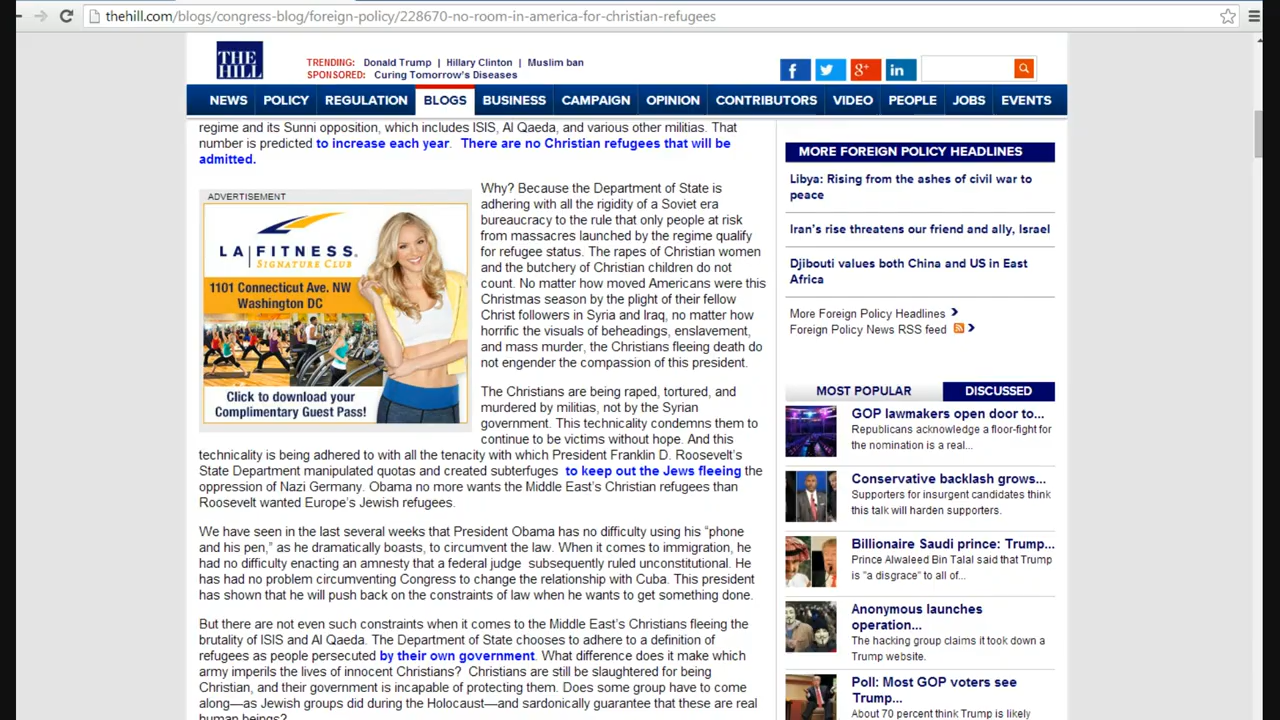 thehill.com/blogs/congress-blog/foreign-policy/228670-no-room-in-america-for-christian-refugees
THE
HILL
TRENDING: Donald Trump | Hillary Clinton | Muslim ban
SPONSORED: Curing Tomorrow's Diseases
NEWS POLICY REGULATION BLOGS BUSINESS CAMPAIGN OPINION CONTRIBUTORS VIDEO PEOPLE JOBS EVENTS
regime and its Sunni opposition, which includes ISIS, Al Qaeda, and various other militias. That
number is predicted to increase each year. There are no Christian refugees that will be
admitted.
ADVERTISEMENT
LA|FITNESS.
SIGNATURE CLUB
1101 Connecticut Ave. NW
Washington DC
Click to download your
Complimentary Guest Pass!
Why? Because the Department of State is
adhering with all the rigidity of a Soviet era
bureaucracy to the rule that only people at risk
from massacres launched by the regime qualify
for refugee status. The rapes of Christian women
and the butchery of Christian children do not
count. No matter how moved Americans were this
Christmas season by the plight of their fellow
Christ followers in Syria and Iraq, no matter how
horrific the visuals of beheadings, enslavement,
and mass murder, the Christians fleeing death do
not engender the compassion of this president.
The Christians are being raped, tortured, and
murdered by militias, not by the Syrian
government. This technicality condemns them to
continue to be victims without hope. And this
technicality is being adhered to with all the tenacity with which President Franklin D. Roosevelt's
State Department manipulated quotas and created subterfuges to keep out the Jews fleeing the
oppression of Nazi Germany. Obama no more wants the Middle East's Christian refugees than
Roosevelt wanted Europe's Jewish refugees.
We have seen in the last several weeks that President Obama has no difficulty using his “phone
and his pen,” as he dramatically boasts, to circumvent the law. When it comes to immigration, he
had no difficulty enacting an amnesty that a federal judge subsequently ruled unconstitutional. He
has had no problem circumventing Congress to change the relationship with Cuba. This president
has shown that he will push back on the constraints of law when he wants to get something done.
But there are not even such constraints when it comes to the Middle East's Christians fleeing the
brutality of ISIS and Al Qaeda. The Department of State chooses to adhere to a definition of
refugees as people persecuted by their own government. What difference does it make which
army imperils the lives of innocent Christians? Christians are still be slaughtered for being
Christian, and their government is incapable of protecting them. Does some group have to come
along—as Jewish groups did during the Holocaust—and sardonically guarantee that these are real
human beings?
MORE FOREIGN POLICY HEADLINES
Libya: Rising from the ashes of civil war to
peace
Iran's rise threatens our friend and ally, Israel
Djibouti values both China and US in East
Africa
More Foreign Policy Headlines
Foreign Policy News RSS feed
MOST POPULAR DISCUSSED
GOP lawmakers open door to...
Republicans acknowledge a floor-fight for
the nomination is a real...
Conservative backlash grows...
Supporters for insurgent candidates think
this talk will harden supporters.
Billionaire Saudi prince: Trump...
Prince Alwaleed Bin Talal said that Trump
is “a disgrace” to all of...
Anonymous launches
operation...
The hacking group claims it took down a
Trump website.
Poll: Most GOP voters see
Trump...
About 70 percent think Trump is likely